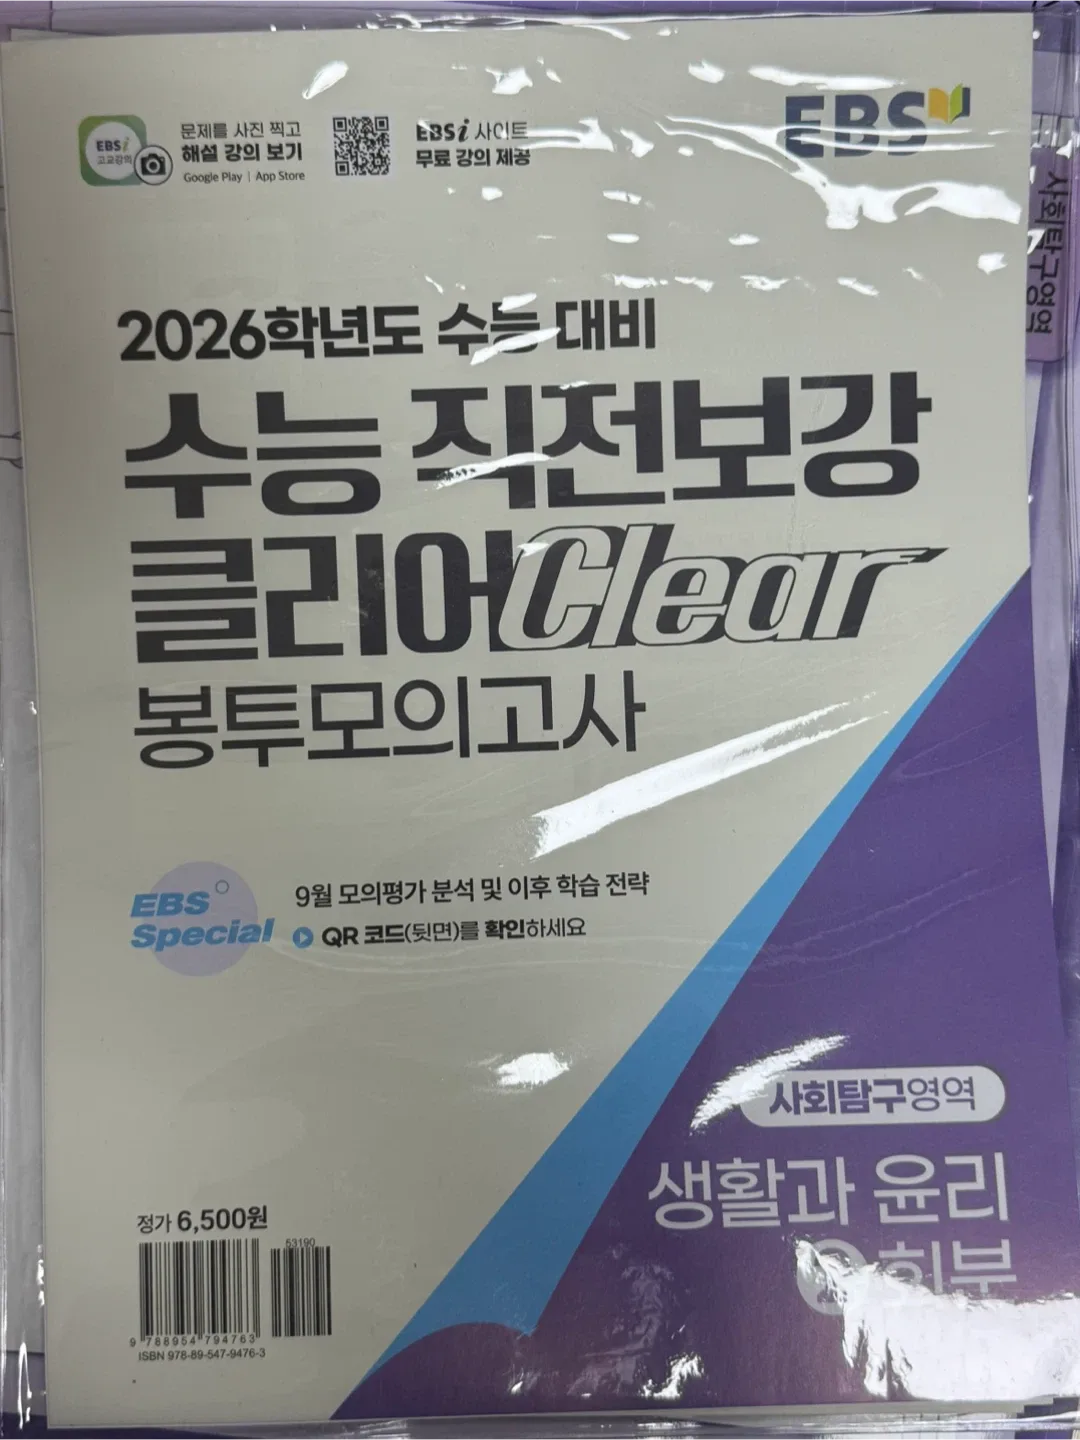 EBSi
고교강의
문제를 사진 찍고
해설 강의 보기
Google Play | App Store
EBSi 사이트
무료 강의 제공
EBS
사회탐구영역
2026학년도 수능 대비
수능 직전보강
클리어Clear
봉투모의고사
EBS
Special
9월 모의평가 분석 및 이후 학습 전략
QR 코드(뒷면)를 확인하세요
사회탐구영역
생활과 윤리
회분
정가 6,500원
53190
9 788954 794763
ISBN 978-89-547-9476-3